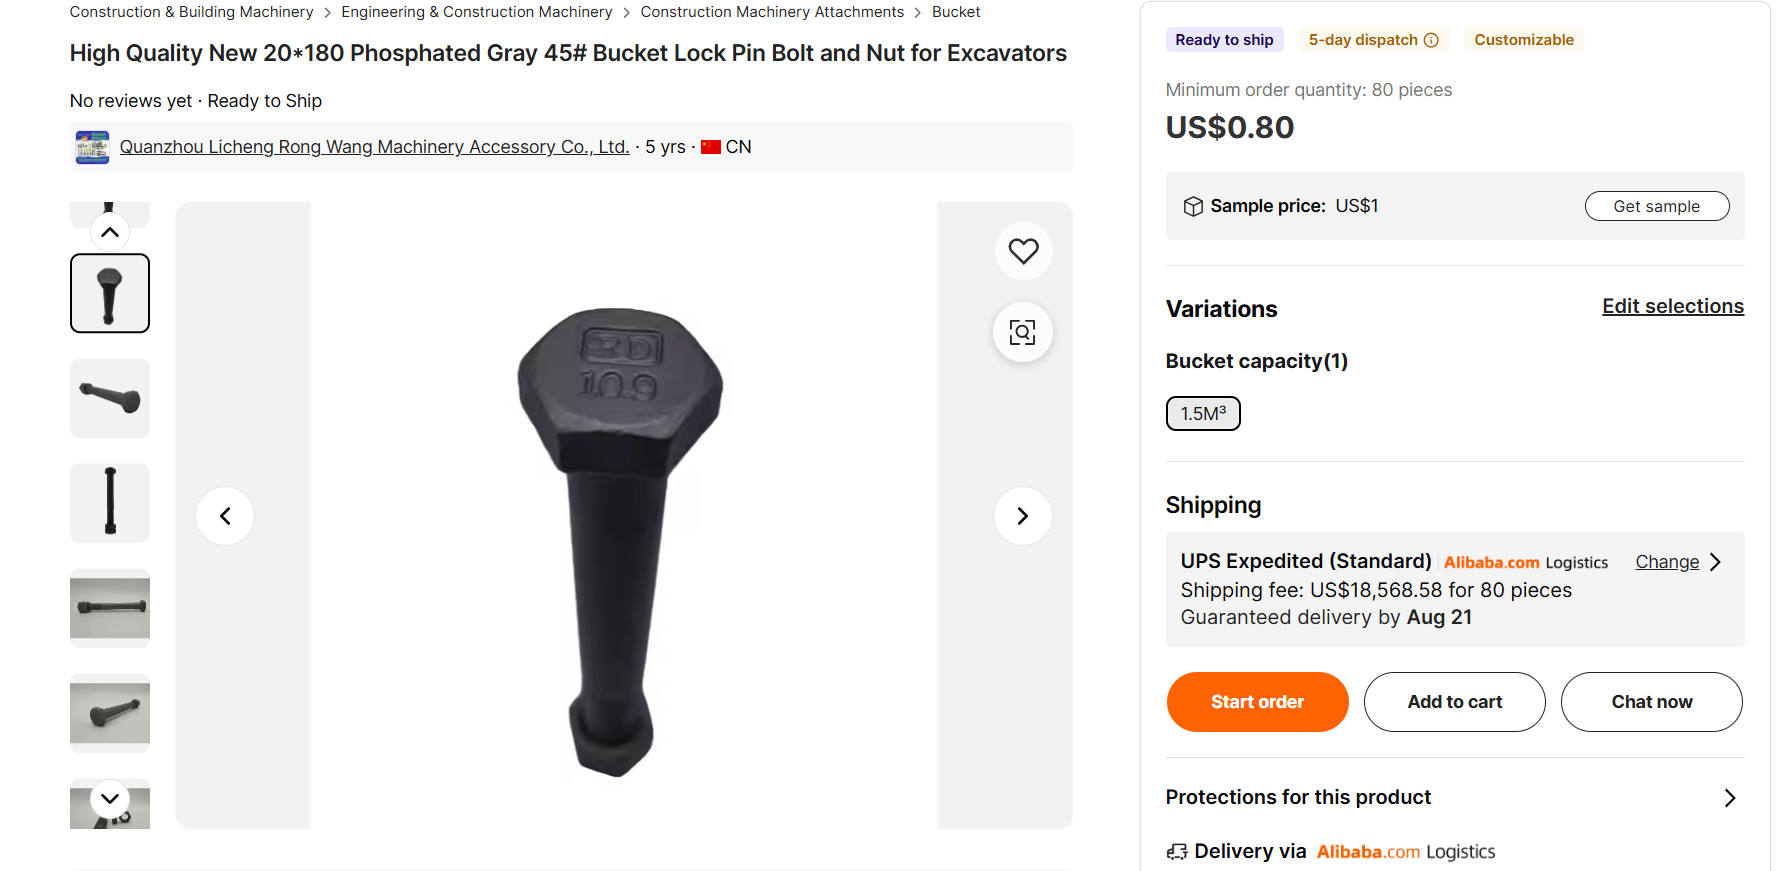 Construction & Building Machinery > Engineering & Construction Machinery > Construction Machinery Attachments > Bucket
High Quality New 20*180 Phosphated Gray 45# Bucket Lock Pin Bolt and Nut for Excavators
No reviews yet · Ready to Ship
Quanzhou Licheng Rong Wang Machinery Accessory Co., Ltd. · 5 yrs · CN
10.9
Ready to ship
5-day dispatch
Customizable
Minimum order quantity: 80 pieces
US$0.80
Sample price: US$1
Get sample
Variations
Edit selections
Bucket capacity(1)
1.5M³
Shipping
UPS Expedited (Standard) Alibaba.com Logistics Change
Shipping fee: US$18,568.58 for 80 pieces
Guaranteed delivery by Aug 21
Start order
Add to cart
Chat now
Protections for this product
Delivery via Alibaba.com Logistics